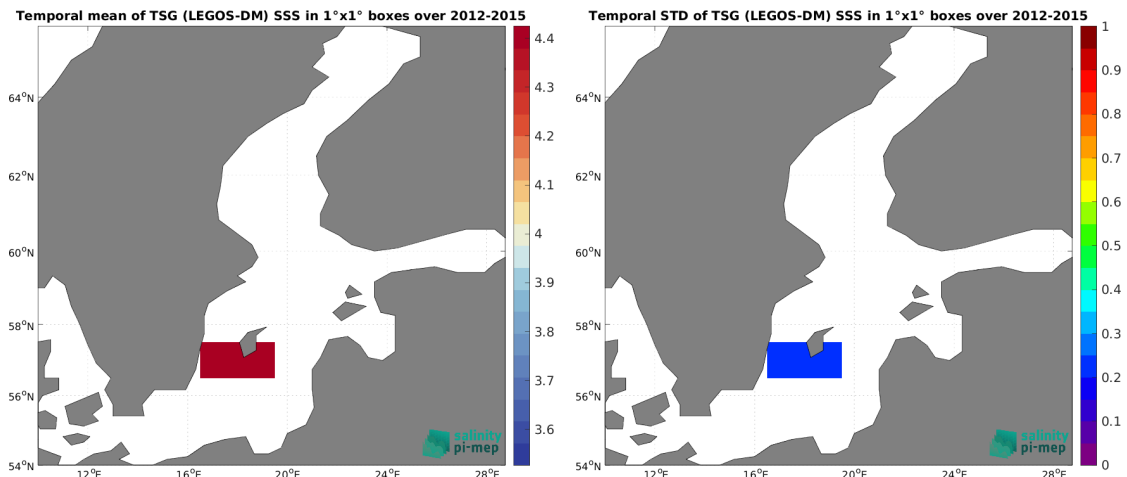 Temporal mean of TSG (LEGOS-DM) SSS in 1°x1° boxes over 2012-2015
64°N
62°N
60°N
58°N
56°N
54°N
12°E
16°E
20°E
24°E
28°E
4.4
4.3
4.2
4.1
4
3.9
3.8
3.7
3.6
salinity
pi-mep
Temporal STD of TSG (LEGOS-DM) SSS in 1°x1° boxes over 2012-2015
64°N
62°N
60°N
58°N
56°N
54°N
12°E
16°E
20°E
24°E
28°E
1
0.9
0.8
0.7
0.6
0.5
0.4
0.3
0.2
0.1
0
salinity
pi-mep